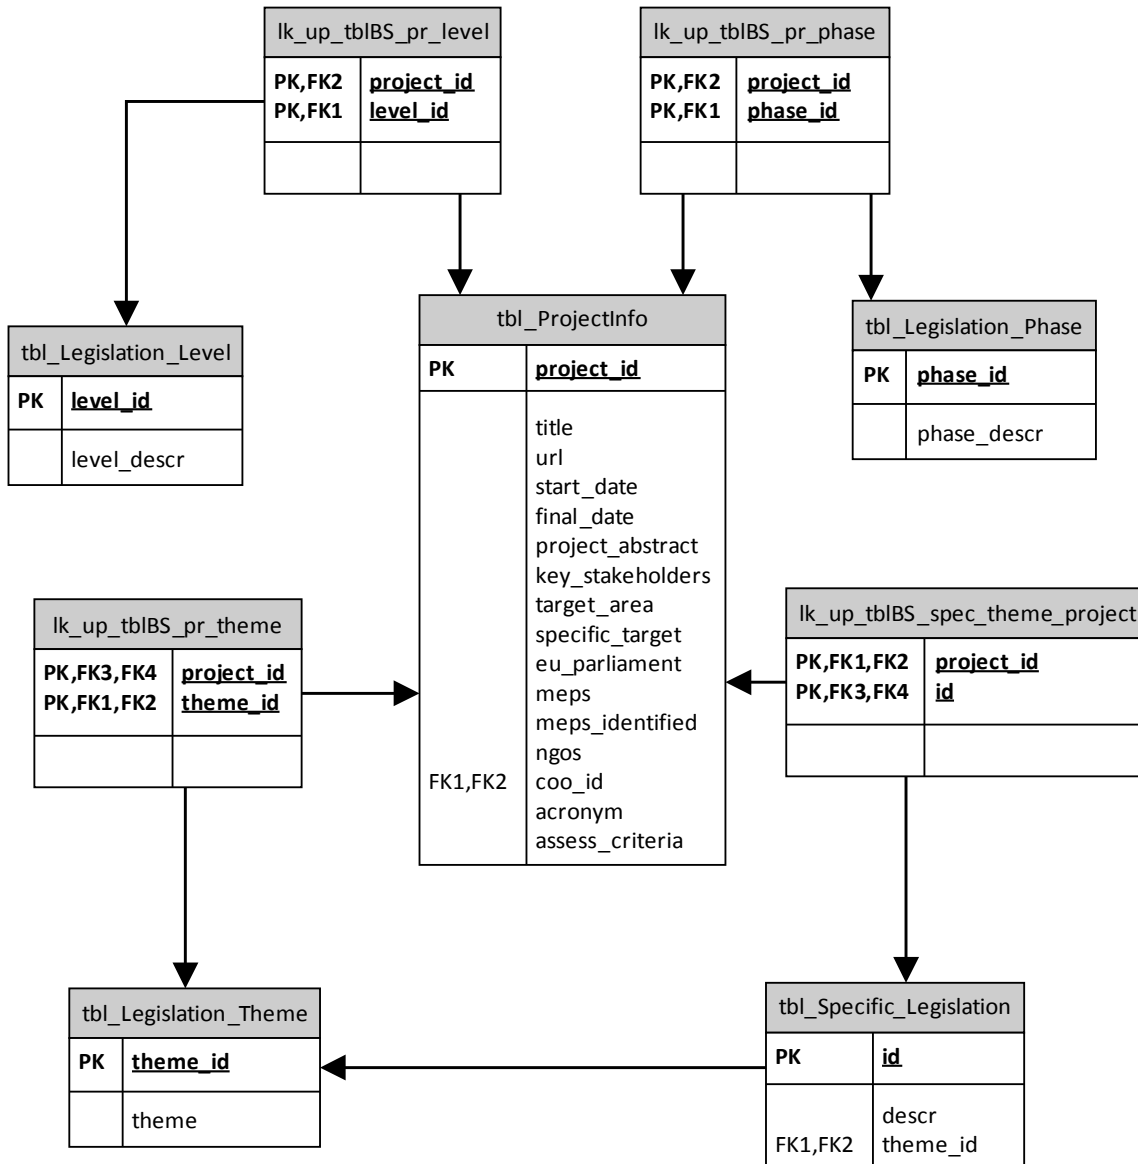 lk_up_tblBS_pr_level
PK,FK2 project_id
PK,FK1 level_id
lk_up_tblBS_pr_phase
PK,FK2 project_id
PK,FK1 phase_id
tbl_Legislation_Level
PK level_id
level_descr
tbl_ProjectInfo
PK project_id
title
url
start_date
final_date
project_abstract
key_stakeholders
target_area
specific_target
eu_parliament
meps
meps_identified
ngos
FK1,FK2 coo_id
acronym
assess_criteria
tbl_Legislation_Phase
PK phase_id
phase_descr
lk_up_tblBS_pr_theme
PK,FK3,FK4 project_id
PK,FK1,FK2 theme_id
lk_up_tblBS_spec_theme_project
PK,FK1,FK2 project_id
PK,FK3,FK4 id
tbl_Legislation_Theme
PK theme_id
theme
tbl_Specific_Legislation
PK id
descr
FK1,FK2 theme_id